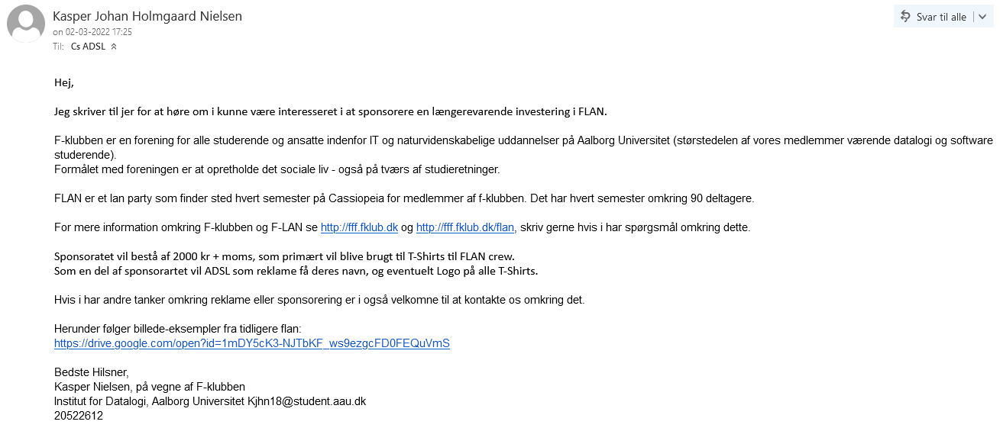 Kasper Johan Holmgaard Nielsen
on 02-03-2022 17:25
Til: Cs ADSL
Svar til alle
Hej,
Jeg skriver til jer for at høre om i kunne være interesseret i at sponsorere en længerevarende investering i FLAN.
F-klubben er en forening for alle studerende og ansatte indenfor IT og naturvidenskabelige uddannelser på Aalborg Universitet (størstedelen af vores medlemmer værende datalogi og software
studerende).
Formålet med foreningen er at opretholde det sociale liv - også på tværs af studieretninger.
FLAN er et lan party som finder sted hvert semester på Cassiopeia for medlemmer af f-klubben. Det har hvert semester omkring 90 deltagere.
For mere information omkring F-klubben og F-LAN se http://fff.fklub.dk og http://fff.fklub.dk/flan, skriv gerne hvis i har spørgsmål omkring dette.
Sponsoratet vil bestå af 2000 kr + moms, som primært vil blive brugt til T-Shirts til FLAN crew.
Som en del af sponsorartet vil ADSL som reklame få deres navn, og eventuelt Logo på alle T-Shirts.
Hvis i har andre tanker omkring reklame eller sponsorering er i også velkomne til at kontakte os omkring det.
Herunder følger billede-eksempler fra tidligere flan:
https://drive.google.com/open?id=1mDY5cK3-NJTbKF_ws9ezgcFD0FEQuVmS
Bedste Hilsner,
Kasper Nielsen, på vegne af F-klubben
Institut for Datalogi, Aalborg Universitet Kjhn18@student.aau.dk
20522612